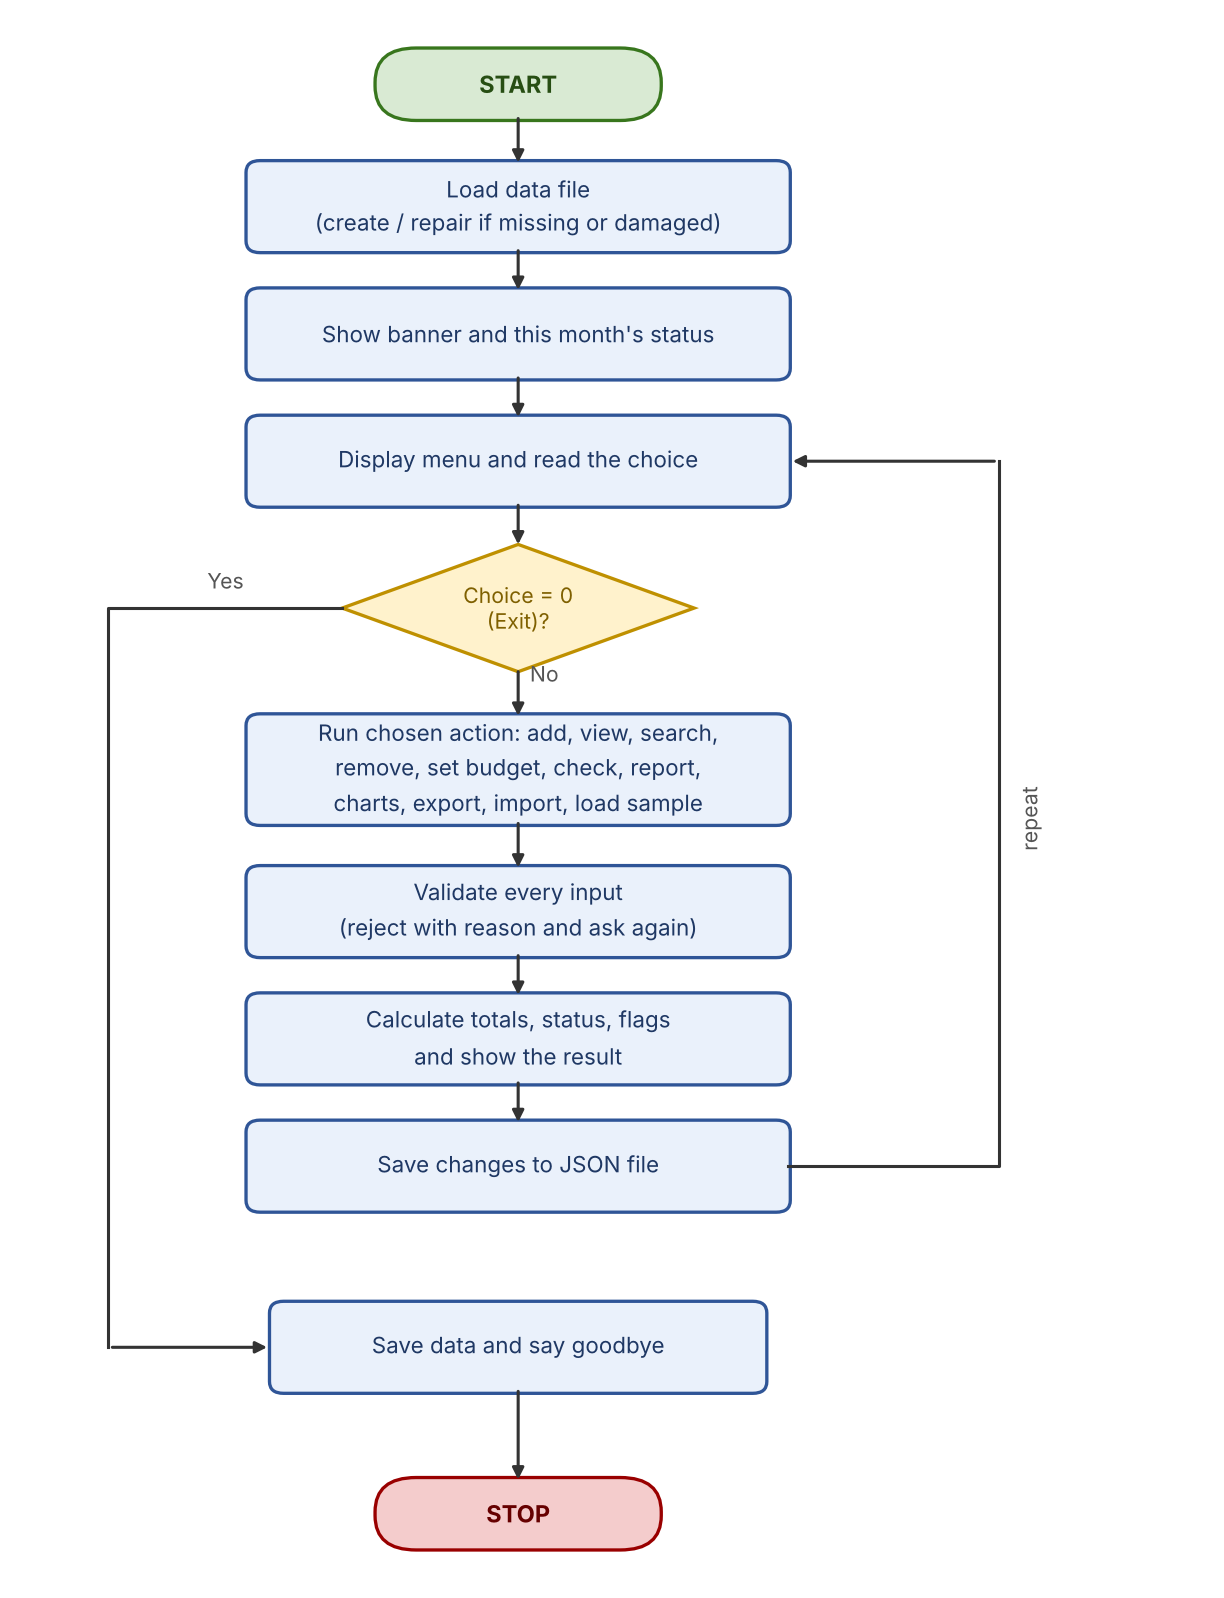 START
Load data file
(create / repair if missing or damaged)
Show banner and this month's status
Display menu and read the choice
Yes
Choice = 0
(Exit)?
No
Run chosen action: add, view, search,
remove, set budget, check, report,
charts, export, import, load sample
repeat
Validate every input
(reject with reason and ask again)
Calculate totals, status, flags
and show the result
Save changes to JSON file
Save data and say goodbye
STOP